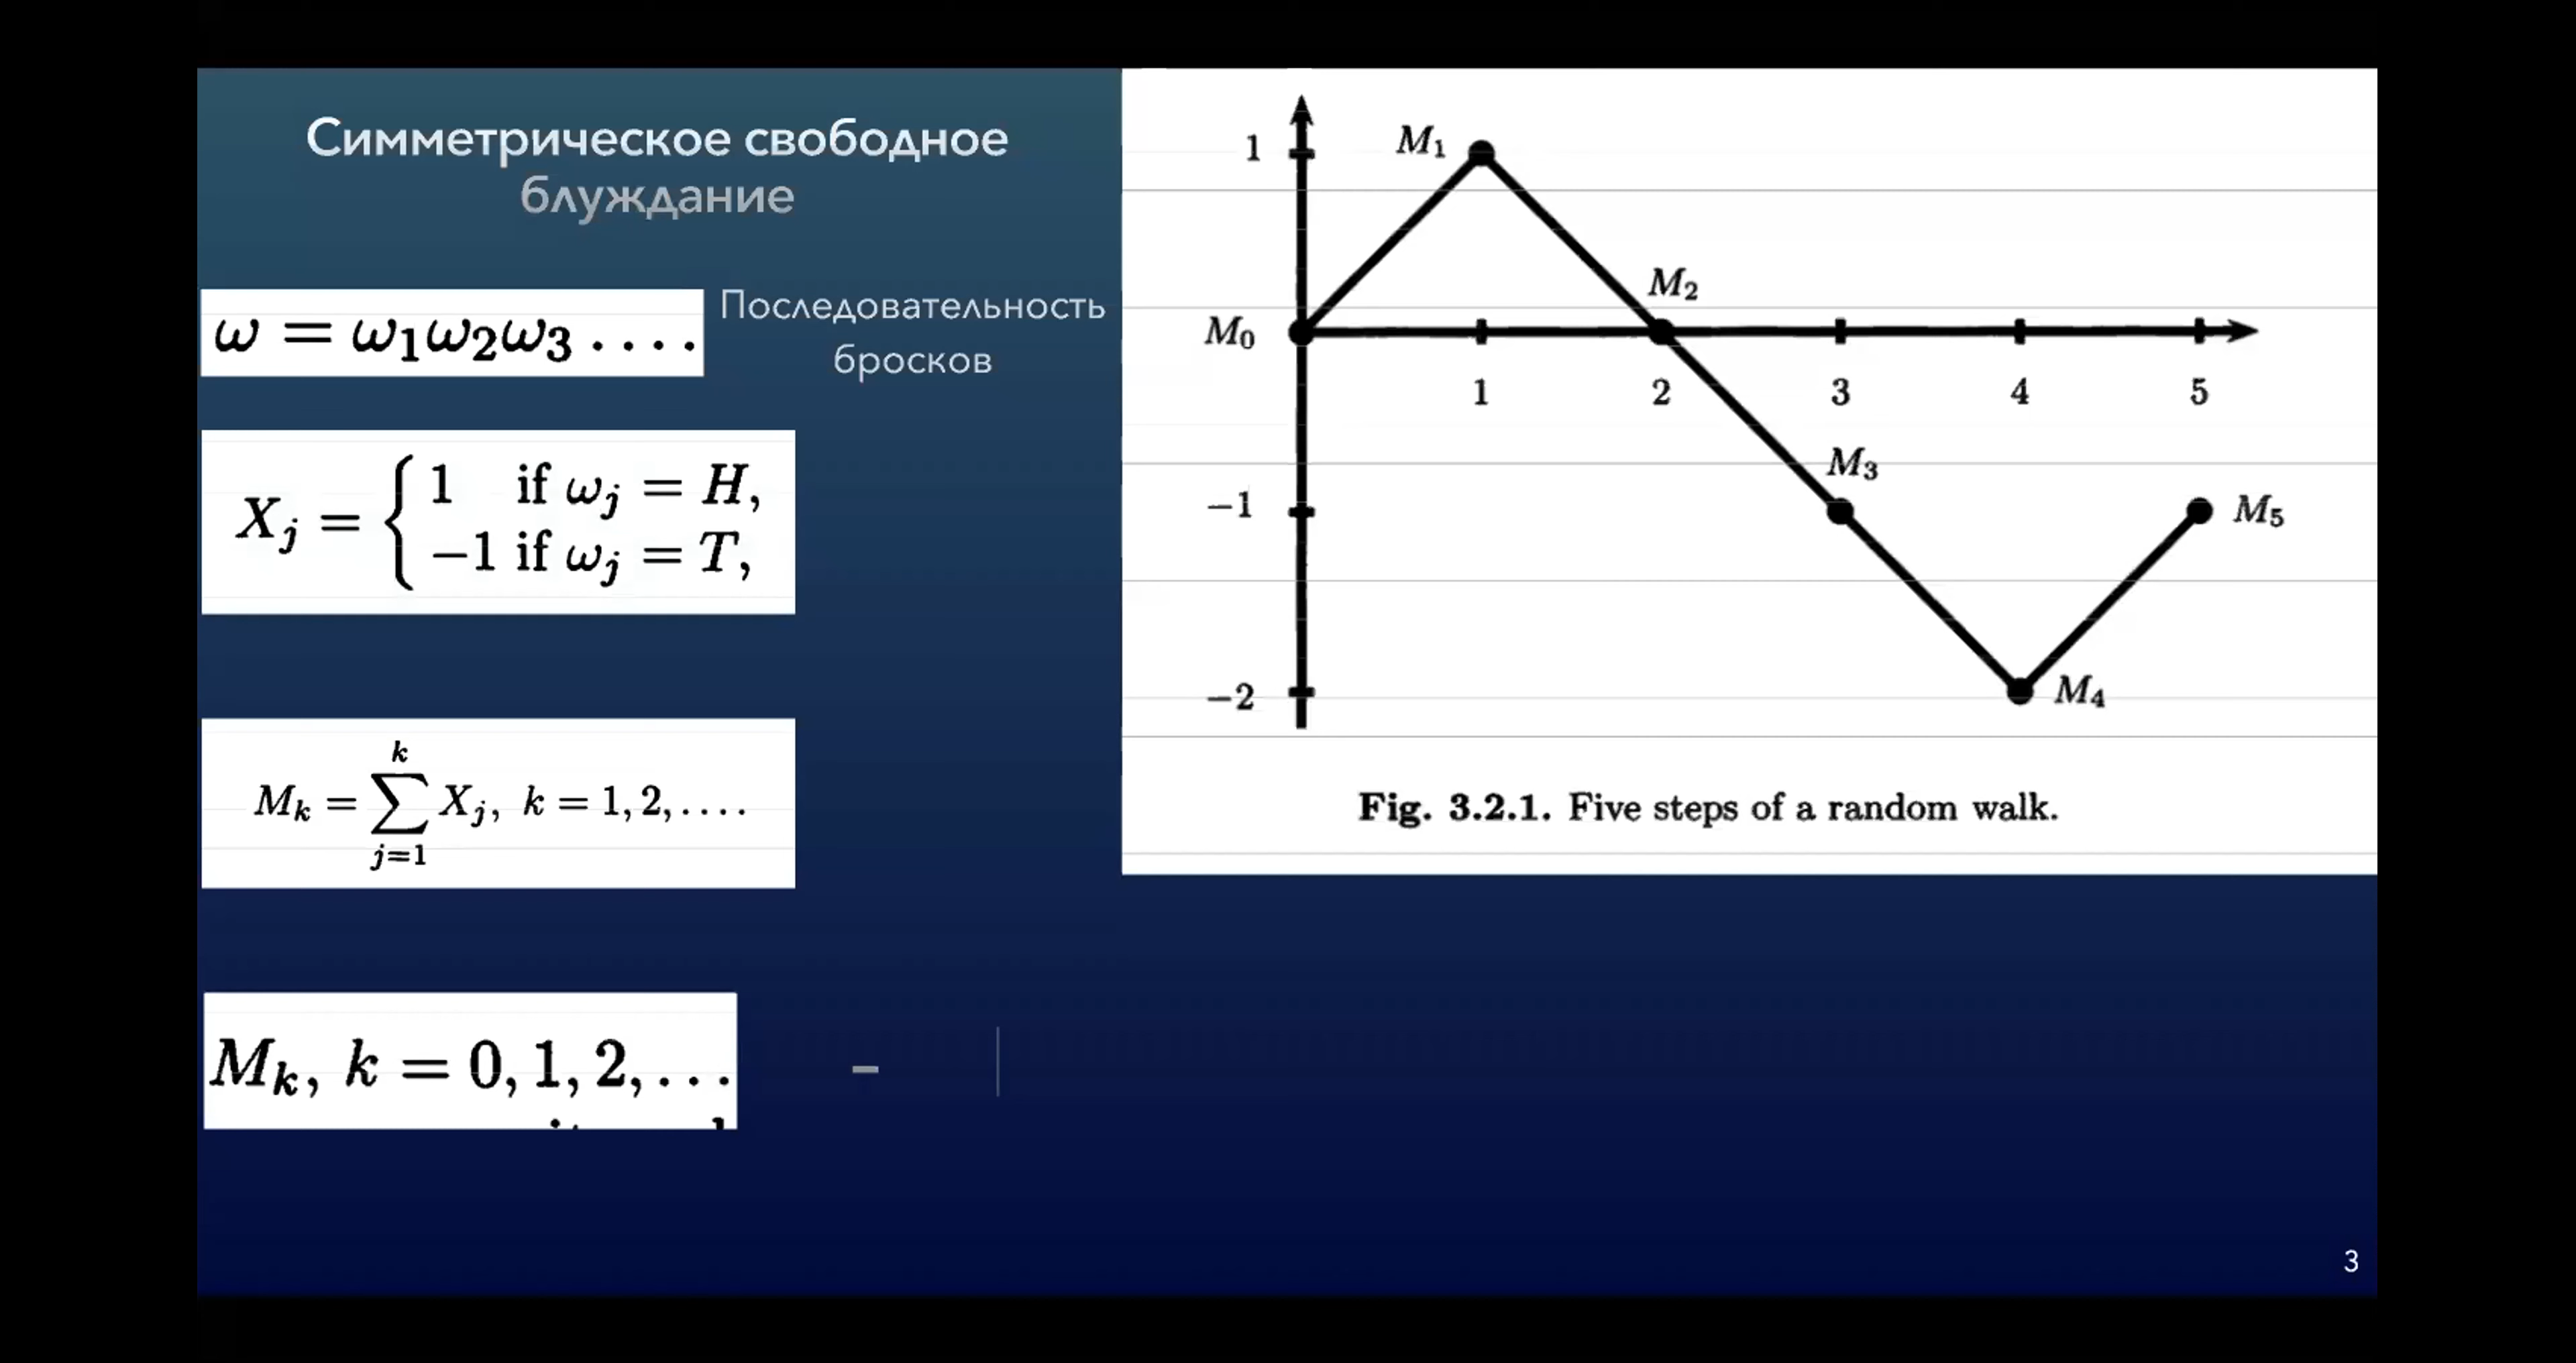 Симметрическое свободное
блуждание
ω = ω₁ω₂ω₃ ....
Последовательность
бросков
X_j = { 1 if ω_j = H,
−1 if ω_j = T,
M_k = ∑_{j=1}^{k} X_j, k = 1, 2, ....
M_k, k = 0, 1, 2, ...
–
1
M₁
M₂
M₀
1 2 3 4 5
M₃
−1
M₅
−2
M₄
Fig. 3.2.1. Five steps of a random walk.
3